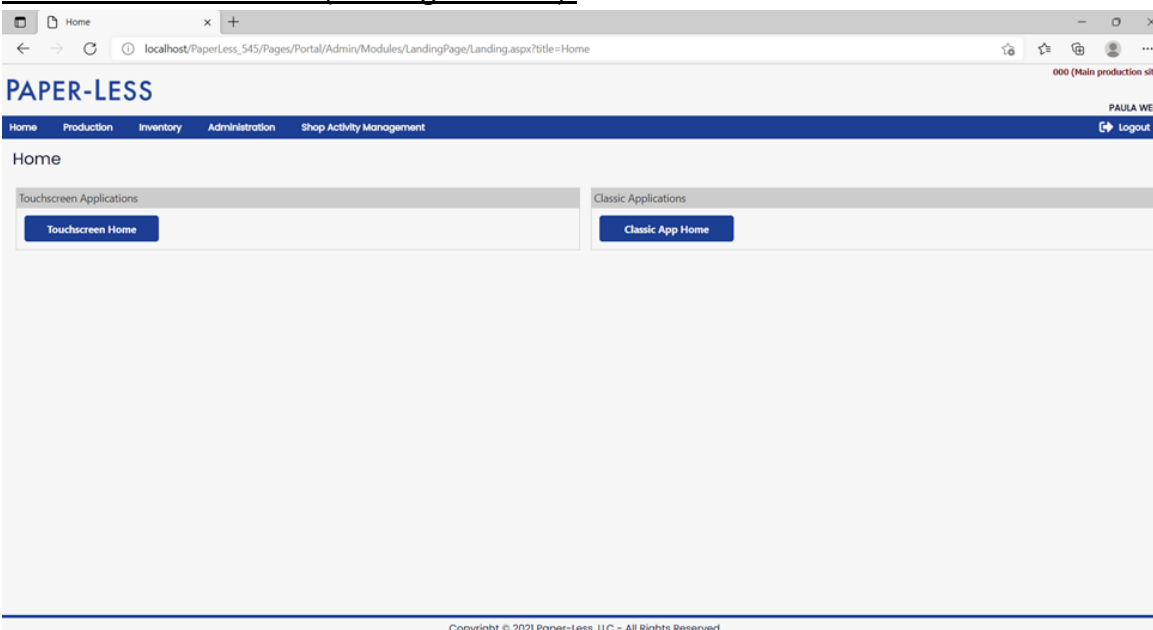 Home
localhost/PaperLess_545/Pages/Portal/Admin/Modules/LandingPage/Landing.aspx?title=Home
000 (Main production sit
PAPER-LESS
PAULA WE
Home Production Inventory Administration Shop Activity Management Logout
Home
Touchscreen Applications Classic Applications
Touchscreen Home Classic App Home
Copyright © 2021 Paper-Less, LLC - All Rights Reserved